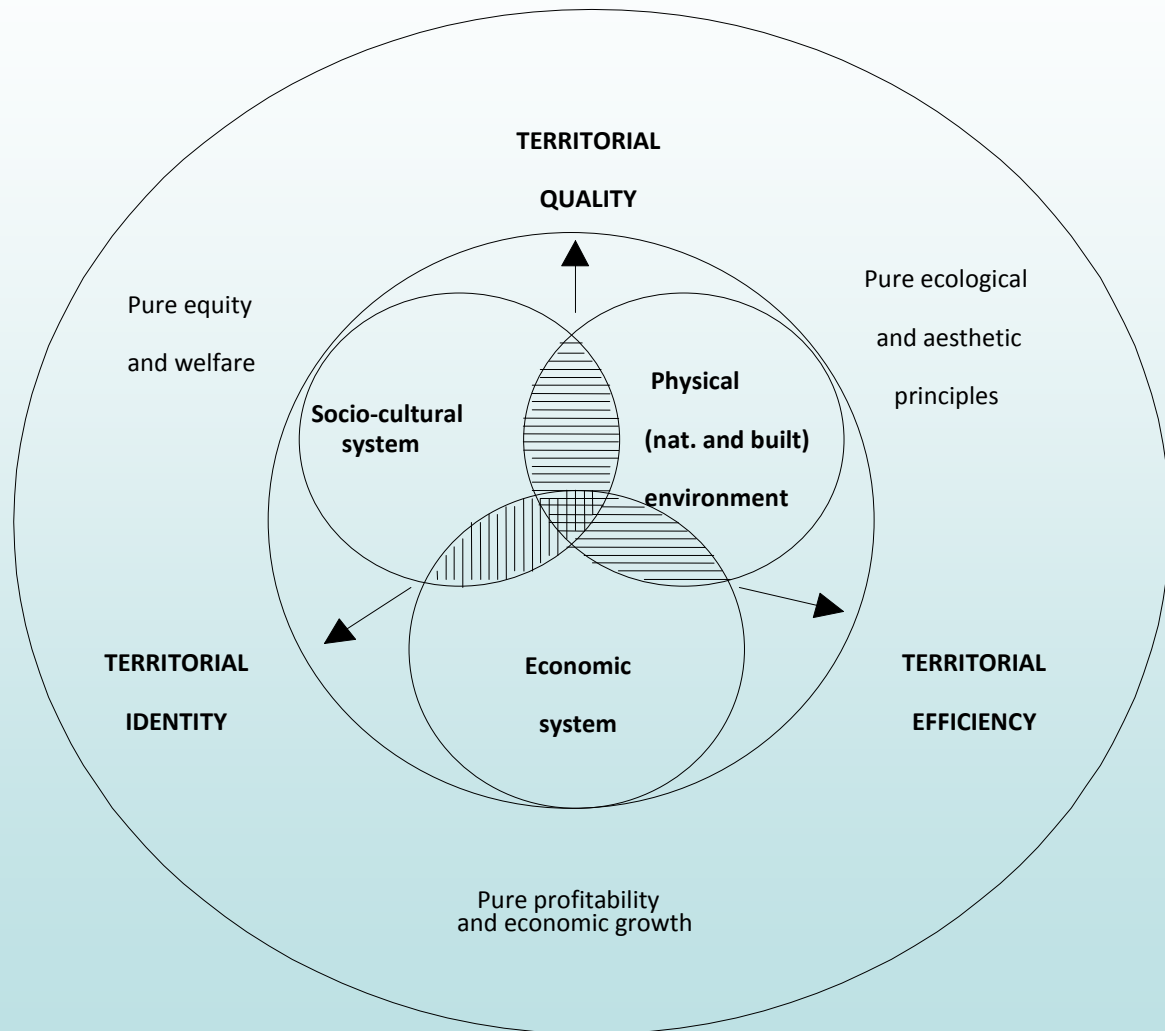 TERRITORIAL
QUALITY
Pure equity
and welfare
Pure ecological
and aesthetic
principles
Socio-cultural
system
Physical
(nat. and built)
environment
TERRITORIAL
IDENTITY
Economic
system
TERRITORIAL
EFFICIENCY
Pure profitability
and economic growth